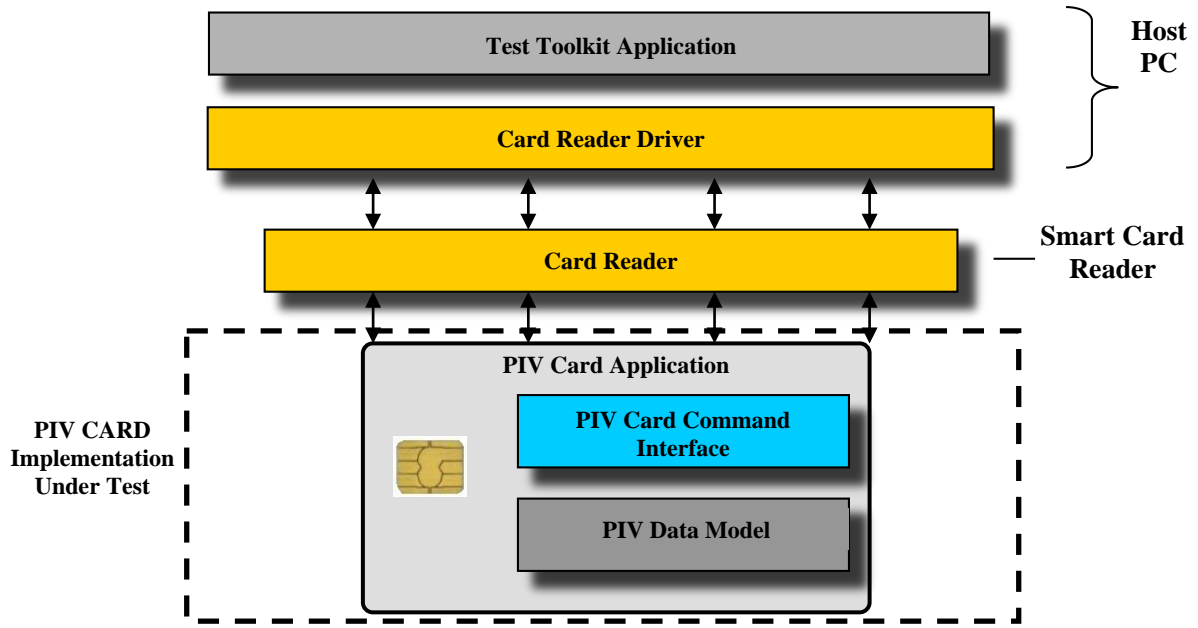 Test Toolkit Application
Host
PC
Card Reader Driver
Card Reader
Smart Card
Reader
PIV Card Application
PIV Card Command
Interface
PIV CARD
Implementation
Under Test
PIV Data Model